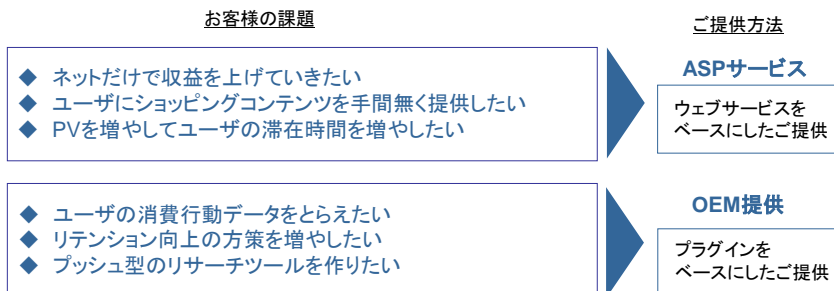 お客様の課題
ご提供方法
◆ ネットだけで収益を上げていきたい
◆ ユーザにショッピングコンテンツを手間無く提供したい
◆ PVを増やしてユーザの滞在時間を増やしたい
ASPサービス
ウェブサービスを
ベースにしたご提供
◆ ユーザの消費行動データをとらえたい
◆ リテンション向上の方策を増やしたい
◆ プッシュ型のリサーチツールを作りたい
OEM提供
プラグインを
ベースにしたご提供